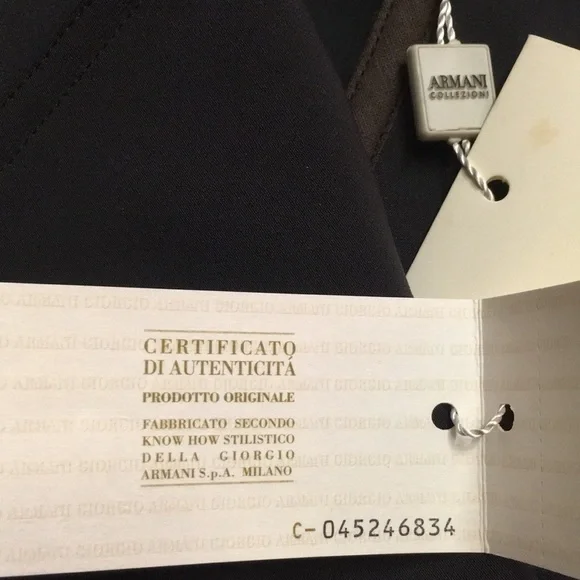 ARMANI
COLLEZIONI
CERTIFICATO
DI AUTENTICITÁ
PRODOTTO ORIGINALE
FABBRICATO SECONDO
KNOW HOW STILISTICO
DELLA GIORGIO
ARMANI S.p.A. MILANO
C-045246834